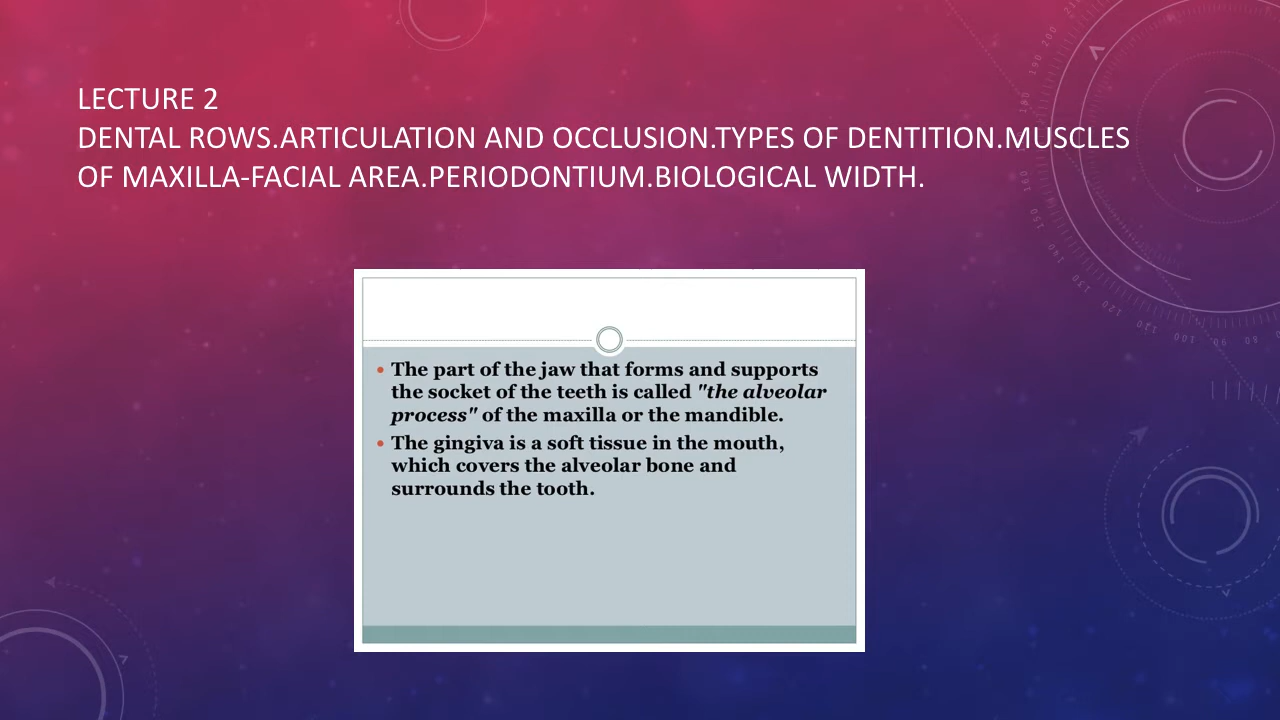 LECTURE 2
DENTAL ROWS.ARTICULATION AND OCCLUSION.TYPES OF DENTITION.MUSCLES
OF MAXILLA-FACIAL AREA.PERIODONTIUM.BIOLOGICAL WIDTH.
• The part of the jaw that forms and supports
the socket of the teeth is called "the alveolar
process" of the maxilla or the mandible.
• The gingiva is a soft tissue in the mouth,
which covers the alveolar bone and
surrounds the tooth.